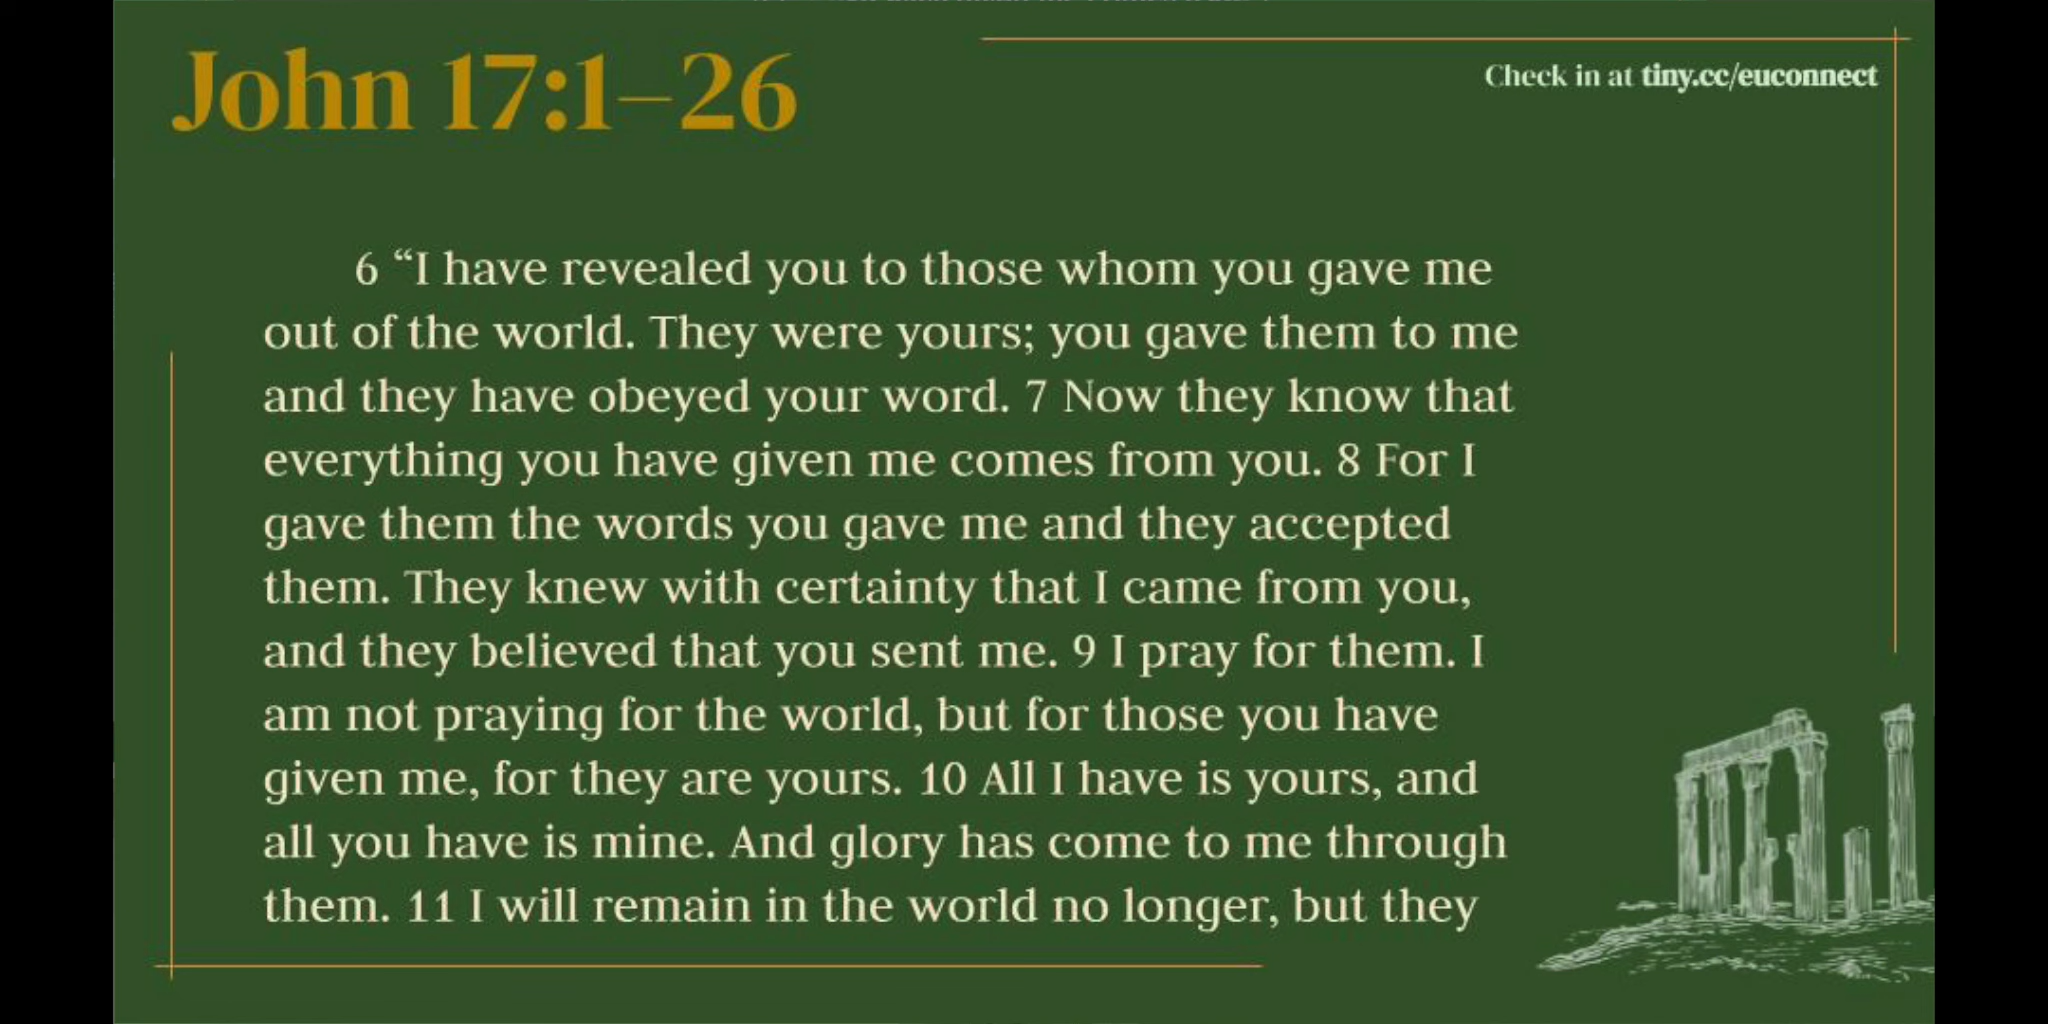 John 17:1–26
Check in at tiny.cc/euconnect
6 “I have revealed you to those whom you gave me
out of the world. They were yours; you gave them to me
and they have obeyed your word. 7 Now they know that
everything you have given me comes from you. 8 For I
gave them the words you gave me and they accepted
them. They knew with certainty that I came from you,
and they believed that you sent me. 9 I pray for them. I
am not praying for the world, but for those you have
given me, for they are yours. 10 All I have is yours, and
all you have is mine. And glory has come to me through
them. 11 I will remain in the world no longer, but they